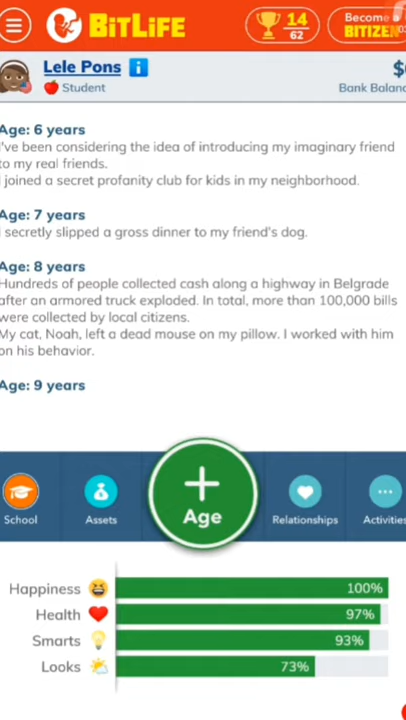 BitLife
14
62
Become a
BITIZEN
Lele Pons i
Student
$
Bank Balanc
Age: 6 years
I've been considering the idea of introducing my imaginary friend
to my real friends.
I joined a secret profanity club for kids in my neighborhood.
Age: 7 years
I secretly slipped a gross dinner to my friend's dog.
Age: 8 years
Hundreds of people collected cash along a highway in Belgrade
after an armored truck exploded. In total, more than 100,000 bills
were collected by local citizens.
My cat, Noah, left a dead mouse on my pillow. I worked with him
on his behavior.
Age: 9 years
School
Assets
+
Age
Relationships
Activities
Happiness 100%
Health 97%
Smarts 93%
Looks 73%